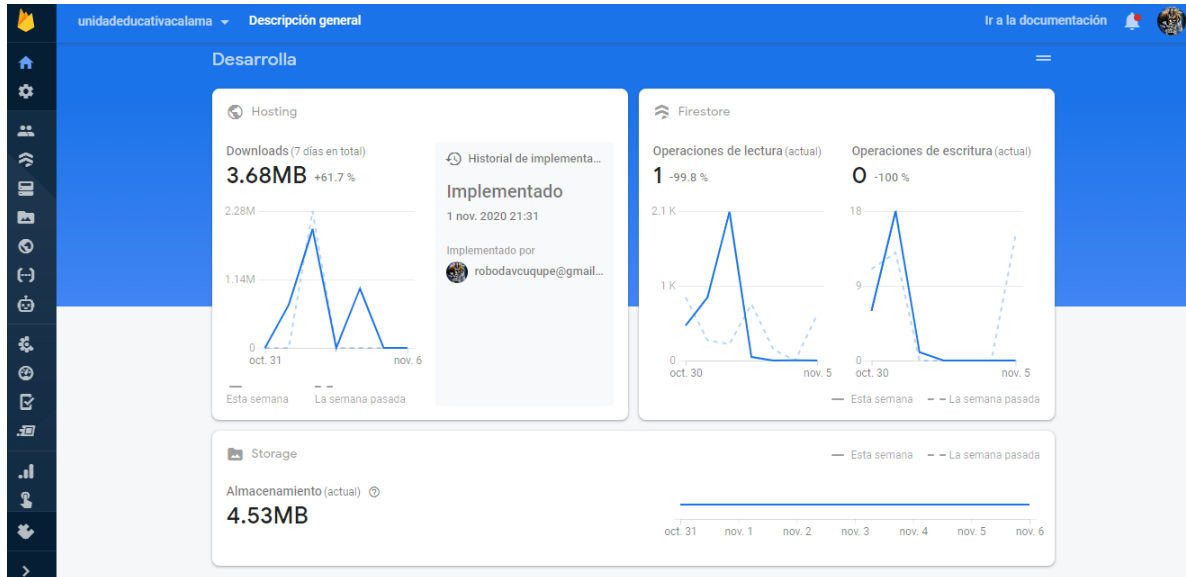 unidadeducativacalama Descripción general Ir a la documentación
Desarrolla
Hosting
Downloads (7 días en total)
3.68MB +61.7 %
2.28M
1.14M
0
oct. 31 nov. 6
Esta semana La semana pasada
Historial de implementa...
Implementado
1 nov. 2020 21:31
Implementado por
robodavcuqupe@gmail...
Firestore
Operaciones de lectura (actual)
1 -99.8 %
2.1 K
1 K
0
oct. 30 nov. 5
Operaciones de escritura (actual)
0 -100 %
18
9
0
oct. 30 nov. 5
Esta semana La semana pasada
Storage
Esta semana La semana pasada
Almacenamiento (actual)
4.53MB
oct. 31 nov. 1 nov. 2 nov. 3 nov. 4 nov. 5 nov. 6